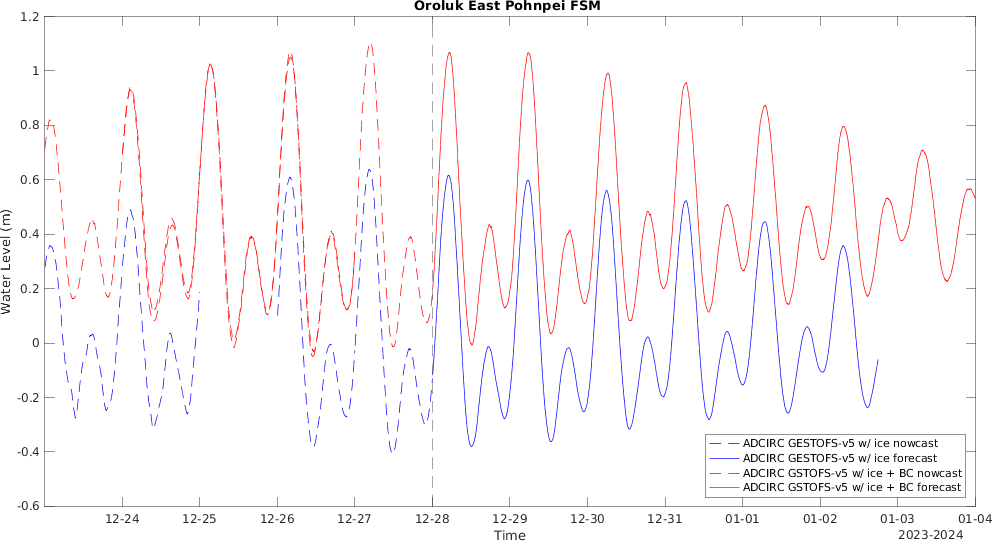 Oroluk East Pohnpei FSM
1.2
1
0.8
0.6
0.4
0.2
0
-0.2
-0.4
-0.6
Water Level (m)
ADCIRC GESTOFS-v5 w/ ice nowcast
ADCIRC GESTOFS-v5 w/ ice forecast
ADCIRC GSTOFS-v5 w/ ice + BC nowcast
ADCIRC GSTOFS-v5 w/ ice + BC forecast
12-24 12-25 12-26 12-27 12-28 12-29 12-30 12-31 01-01 01-02 01-03 01-04
Time
2023-2024